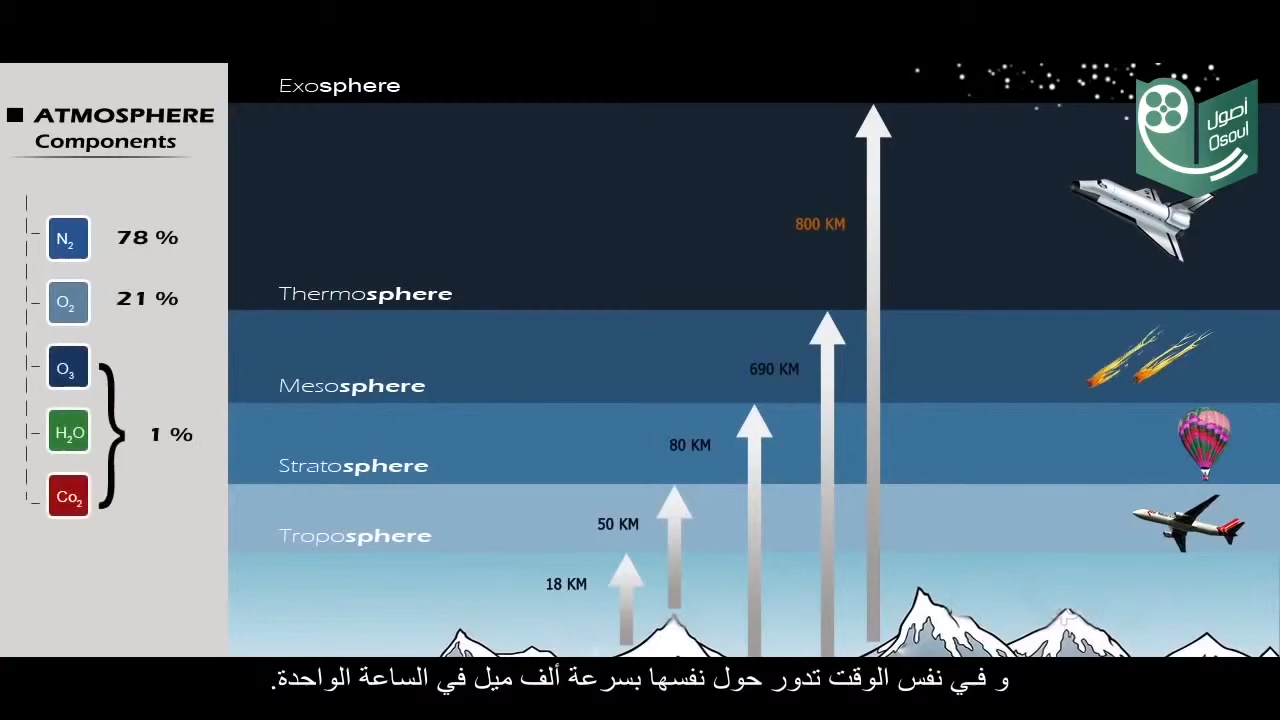 ATMOSPHERE
Components
N2
78 %
O2
21 %
O3
H2O
1 %
Co2
Exosphere
أصول
Osoul
800 KM
Thermosphere
690 KM
Mesosphere
80 KM
Stratosphere
50 KM
Troposphere
18 KM
و في نفس الوقت تدور حول نفسها بسرعة ألف ميل في الساعة الواحدة.